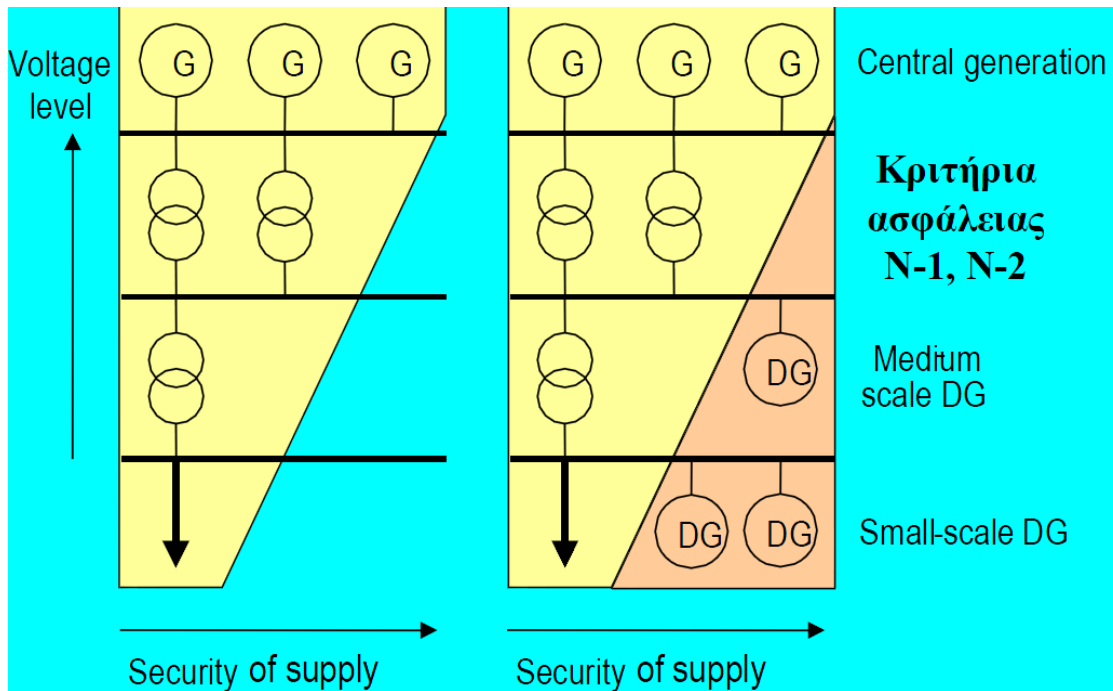 Voltage
level
G
G
G
Security of supply
G
G
G
DG
DG
DG
Security of supply
Central generation
Κριτήρια
ασφάλειας
N-1, N-2
Medium
scale DG
Small-scale DG